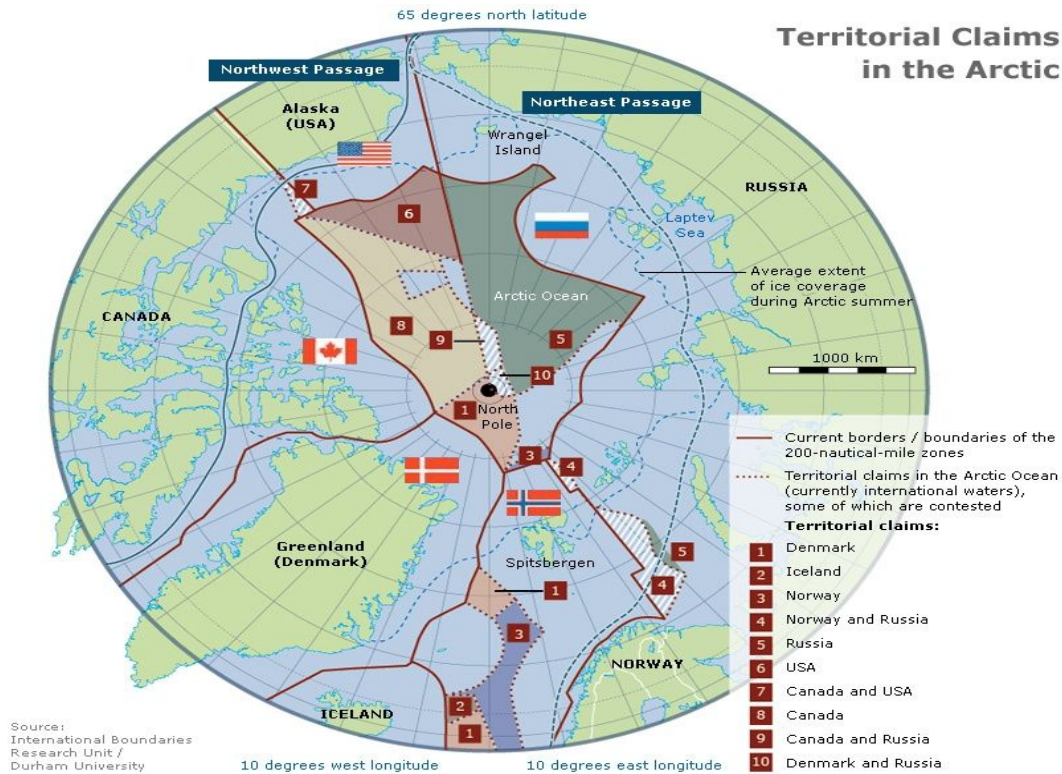 65 degrees north latitude
Territorial Claims
in the Arctic
Northwest Passage
Northeast Passage
Alaska
(USA)
Wrangel
Island
RUSSIA
7
6
Laptev
Sea
Average extent
of ice coverage
during Arctic summer
Arctic Ocean
CANADA
8
9
5
10
1000 km
1
North
Pole
3
4
Current borders / boundaries of the
200-nautical-mile zones
Territorial claims in the Arctic Ocean
(currently international waters),
some of which are contested
Territorial claims:
1 Denmark
2 Iceland
3 Norway
4 Norway and Russia
5 Russia
6 USA
7 Canada and USA
8 Canada
9 Canada and Russia
10 Denmark and Russia
Greenland
(Denmark)
Spitsbergen
5
1
4
3
NORWAY
ICELAND
2
1
Source:
International Boundaries
Research Unit /
Durham University
10 degrees west longitude
10 degrees east longitude